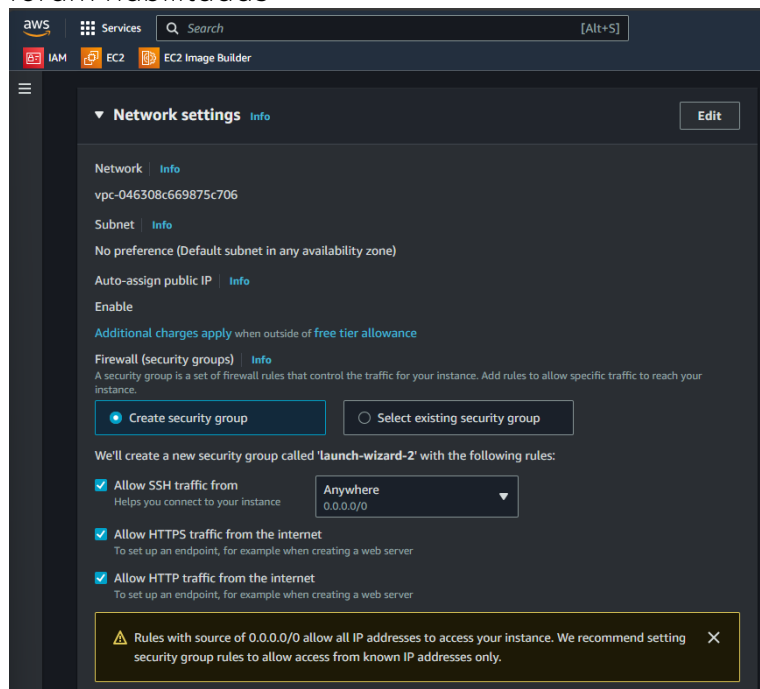 aws
Services
Search [Alt+S]
IAM EC2 EC2 Image Builder
Network settings Info
Edit
Network Info
vpc-046308c669875c706
Subnet Info
No preference (Default subnet in any availability zone)
Auto-assign public IP Info
Enable
Additional charges apply when outside of free tier allowance
Firewall (security groups) Info
A security group is a set of firewall rules that control the traffic for your instance. Add rules to allow specific traffic to reach your
instance.
Create security group
Select existing security group
We'll create a new security group called 'launch-wizard-2' with the following rules:
Allow SSH traffic from
Helps you connect to your instance
Anywhere
0.0.0.0/0
Allow HTTPS traffic from the internet
To set up an endpoint, for example when creating a web server
Allow HTTP traffic from the internet
To set up an endpoint, for example when creating a web server
Rules with source of 0.0.0.0/0 allow all IP addresses to access your instance. We recommend setting
security group rules to allow access from known IP addresses only.